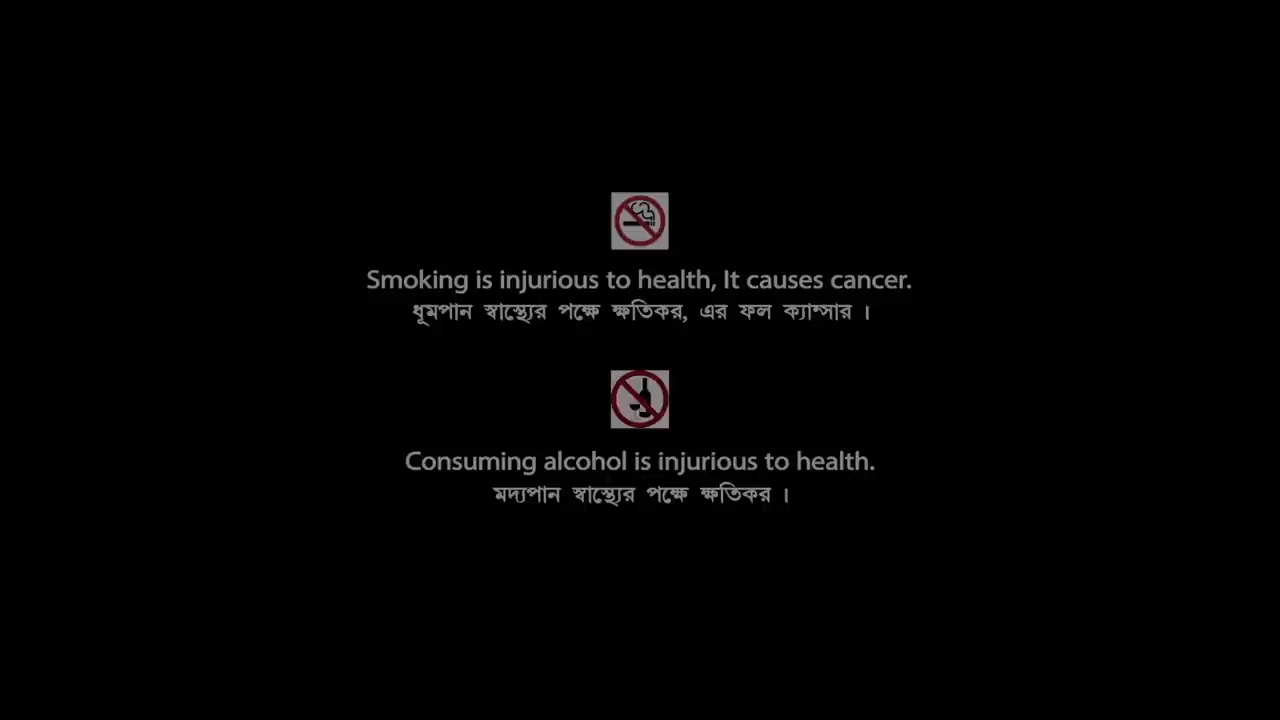 Smoking is injurious to health, It causes cancer.
ধূমপান স্বাস্থ্যের পক্ষে ক্ষতিকর, এর ফল ক্যান্সার ।
Consuming alcohol is injurious to health.
মদ্যপান স্বাস্থ্যের পক্ষে ক্ষতিকর ।